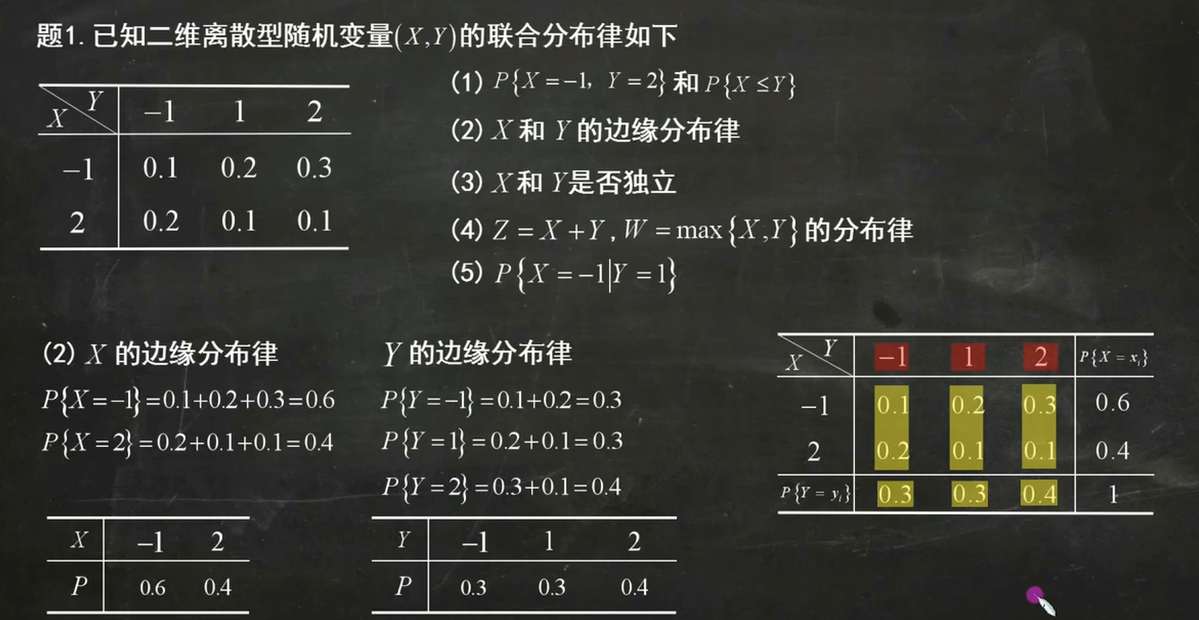 题1.已知二维离散型随机变量(X,Y)的联合分布律如下
X Y −1 1 2
−1 0.1 0.2 0.3
2 0.2 0.1 0.1
(1) P{X=−1, Y=2} 和 P{X≤Y}
(2) X 和 Y 的边缘分布律
(3) X 和 Y是否独立
(4) Z=X+Y,W=max{X,Y}的分布律
(5) P{X=−1|Y=1}
(2) X 的边缘分布律
P{X=−1}=0.1+0.2+0.3=0.6
P{X=2}=0.2+0.1+0.1=0.4
X −1 2
P 0.6 0.4
Y 的边缘分布律
P{Y=−1}=0.1+0.2=0.3
P{Y=1}=0.2+0.1=0.3
P{Y=2}=0.3+0.1=0.4
Y −1 1 2
P 0.3 0.3 0.4
X Y −1 1 2 P{X=xᵢ}
−1 0.1 0.2 0.3 0.6
2 0.2 0.1 0.1 0.4
P{Y=yᵢ} 0.3 0.3 0.4 1